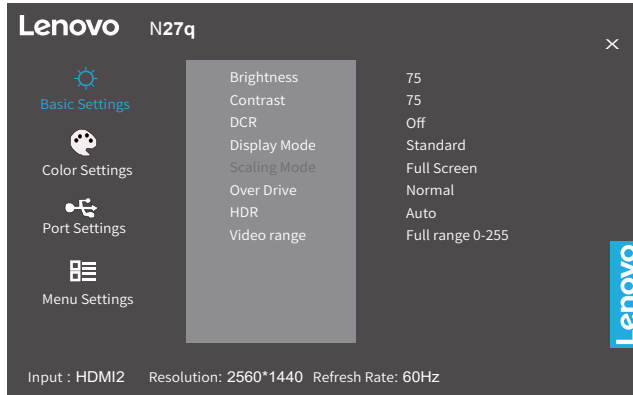 Lenovo N27q
×
Basic Settings
Color Settings
Port Settings
Menu Settings
Brightness 75
Contrast 75
DCR Off
Display Mode Standard
Scaling Mode Full Screen
Over Drive Normal
HDR Auto
Video range Full range 0-255
Lenovo
Input : HDMI2 Resolution: 2560*1440 Refresh Rate: 60Hz